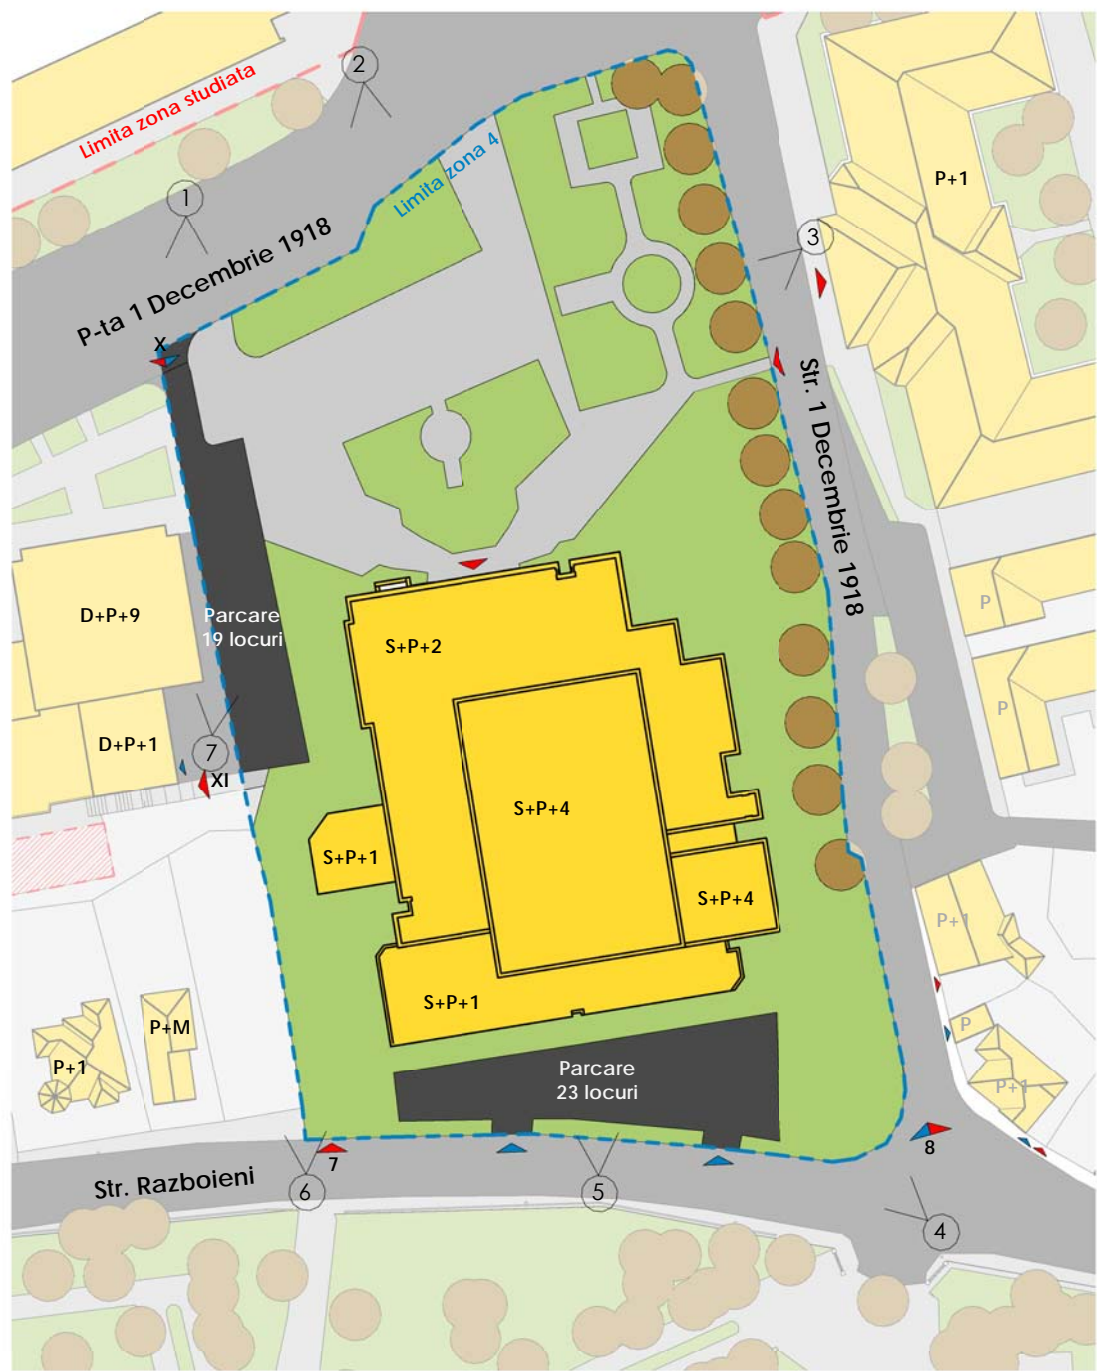 2
Limita zona studiata
1
Limita zona 4
P+1
P-ta 1 Decembrie 1918
3
X
Str. 1 Decembrie 1918
D+P+9
Parcare
19 locuri
S+P+2
P
P
D+P+1
7
XI
S+P+4
S+P+1
S+P+4
P+1
S+P+1
P+M
P
P+1
Parcare
23 locuri
P+1
8
7
Str. Razboieni
6
5
4